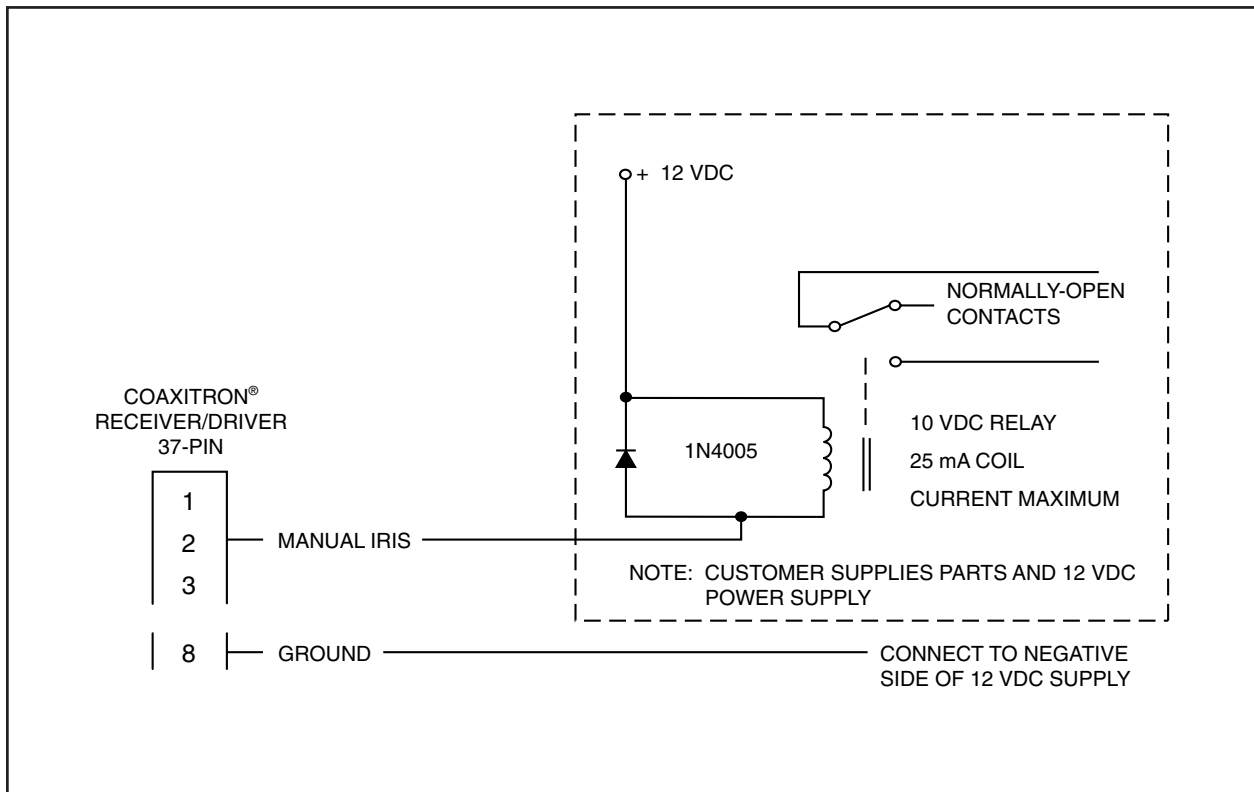 + 12 VDC
NORMALLY-OPEN
CONTACTS
COAXITRON®
RECEIVER/DRIVER
37-PIN
1N4005
10 VDC RELAY
25 mA COIL
CURRENT MAXIMUM
1
2
MANUAL IRIS
3
NOTE: CUSTOMER SUPPLIES PARTS AND 12 VDC
POWER SUPPLY
8
GROUND
CONNECT TO NEGATIVE
SIDE OF 12 VDC SUPPLY